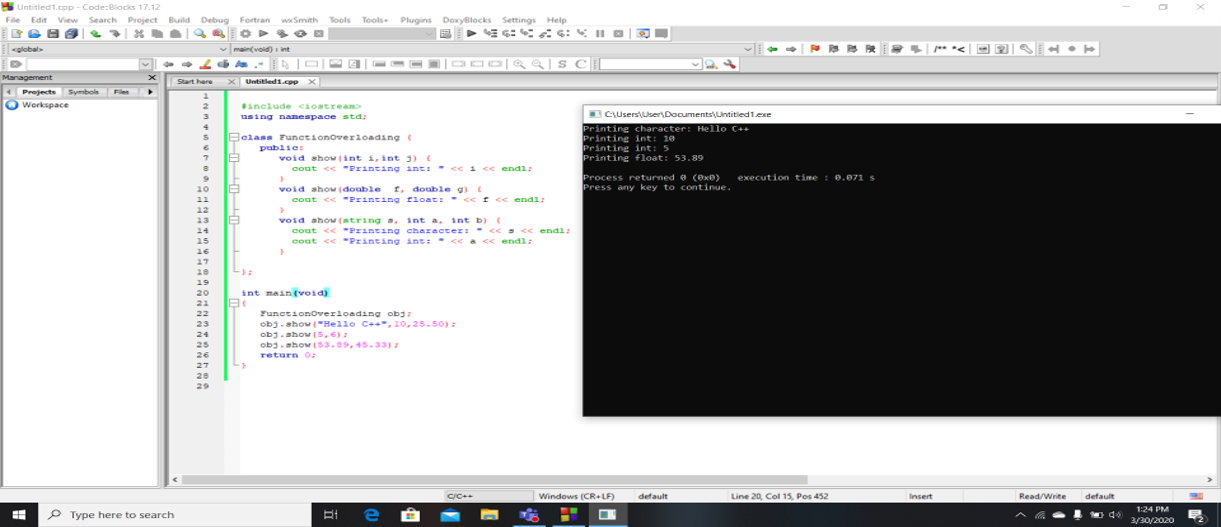 Untitled1.cpp - Code::Blocks 17.12
File Edit View Search Project Build Debug Fortran wxSmith Tools Tools+ Plugins DoxyBlocks Settings Help
<global> main(void) : int
Management
Projects Symbols Files
Workspace
Start here Untitled1.cpp
1
2 #include <iostream>
3 using namespace std;
4
5 class FunctionOverloading {
6 public:
7 void show(int i,int j) {
8 cout << "Printing int: " << i << endl;
9 }
10 void show(double  f, double g) {
11 cout << "Printing float: " << f << endl;
12 }
13 void show(string s, int a, int b) {
14 cout << "Printing character: " << s << endl;
15 cout << "Printing int: " << a << endl;
16 }
17
18 };
19
20 int main(void)
21 {
22 FunctionOverloading obj;
23 obj.show("Hello C++",10,25.50);
24 obj.show(5,6);
25 obj.show(53.89,45.33);
26 return 0;
27 }
28
29
C:\Users\User\Documents\Untitled1.exe
Printing character: Hello C++
Printing int: 10
Printing int: 5
Printing float: 53.89
Process returned 0 (0x0)   execution time : 0.071 s
Press any key to continue.
C/C++ Windows (CR+LF) default Line 20, Col 15, Pos 452 Insert Read/Write default
Type here to search
1:24 PM
3/30/2020
2